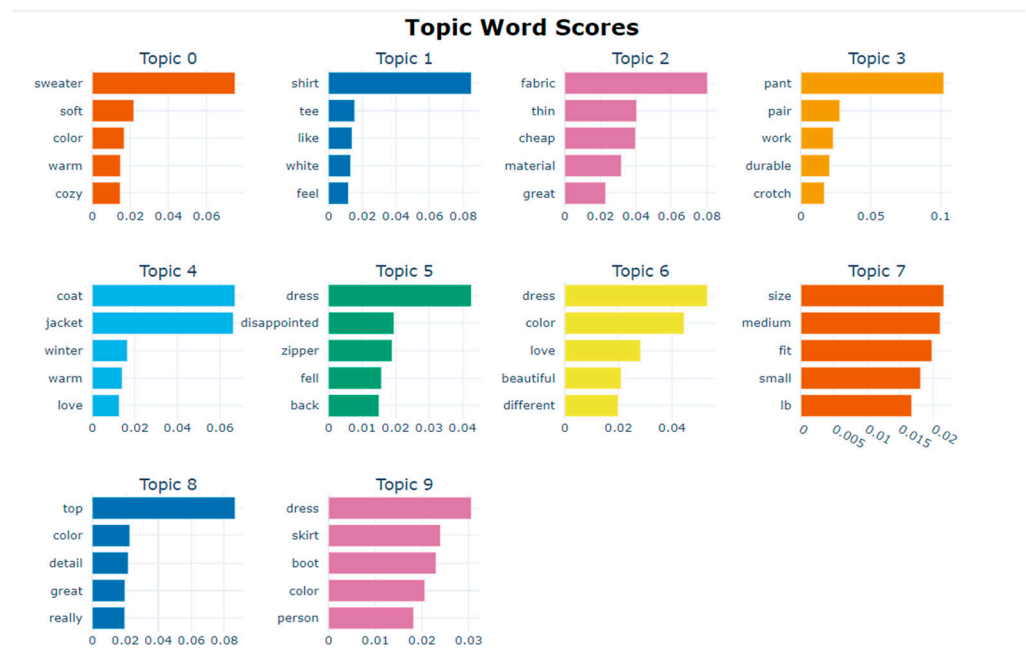 Topic Word Scores
Topic 0
sweater
soft
color
warm
cozy
0 0.02 0.04 0.06
Topic 1
shirt
tee
like
white
feel
0 0.02 0.04 0.06 0.08
Topic 2
fabric
thin
cheap
material
great
0 0.02 0.04 0.06 0.08
Topic 3
pant
pair
work
durable
crotch
0 0.05 0.1
Topic 4
coat
jacket
winter
warm
love
0 0.02 0.04 0.06
Topic 5
dress
disappointed
zipper
fell
back
0 0.01 0.02 0.03 0.04
Topic 6
dress
color
love
beautiful
different
0 0.02 0.04
Topic 7
size
medium
fit
small
lb
0 0.005 0.01 0.015 0.02
Topic 8
top
color
detail
great
really
0 0.02 0.04 0.06 0.08
Topic 9
dress
skirt
boot
color
person
0 0.01 0.02 0.03